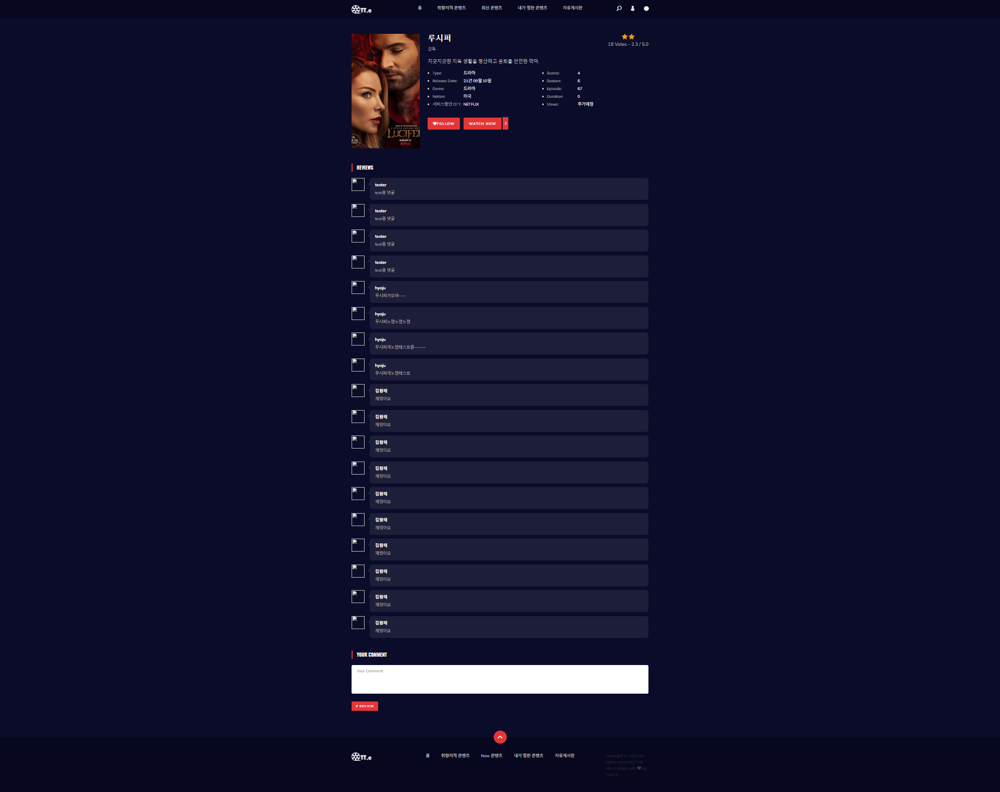 OTT.e
홈
취향저격 콘텐츠
최신 콘텐츠
내가 찜한 콘텐츠
자유게시판
루시퍼
감독
18 Votes - 2.3 / 5.0
지긋지긋한 지옥 생활을 청산하고 은퇴를 선언한 악마.
Type: 드라마
Release Date: 21년 09월 10일
Genre: 드라마
Nation: 미국
서비스중인 OTT: NETFLIX
Scores: 4
Season: 6
Episode: 67
Duration: 0
Views: 추가예정
FOLLOW
WATCH NOW
LUCIFER
AUGUST 21
NETFLIX
REVIEWS
tester
test용 댓글
tester
test용 댓글
tester
test용 댓글
tester
test용 댓글
hyoju
루시퍼가모야~~~
hyoju
루시퍼노잼노잼노잼
hyoju
루시퍼개노잼테스트중~~~~~
hyoju
루시퍼개노잼테스트
김월태
재밌어요
김월태
재밌어요
김월태
재밌어요
김월태
재밌어요
김월태
재밌어요
김월태
재밌어요
김월태
재밌어요
김월태
재밌어요
김월태
재밌어요
김월태
재밌어요
YOUR COMMENT
Your Comment
REVIEW
OTT.e
홈
취향저격 콘텐츠
New 콘텐츠
내가 찜한 콘텐츠
자유게시판
Copyright © 2021 All
rights reserved | This
site is made with ♥ by
Team1